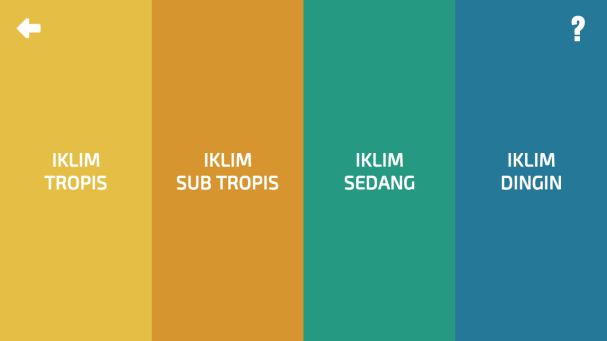 ?
IKLIM
TROPIS
IKLIM
SUB TROPIS
IKLIM
SEDANG
IKLIM
DINGIN